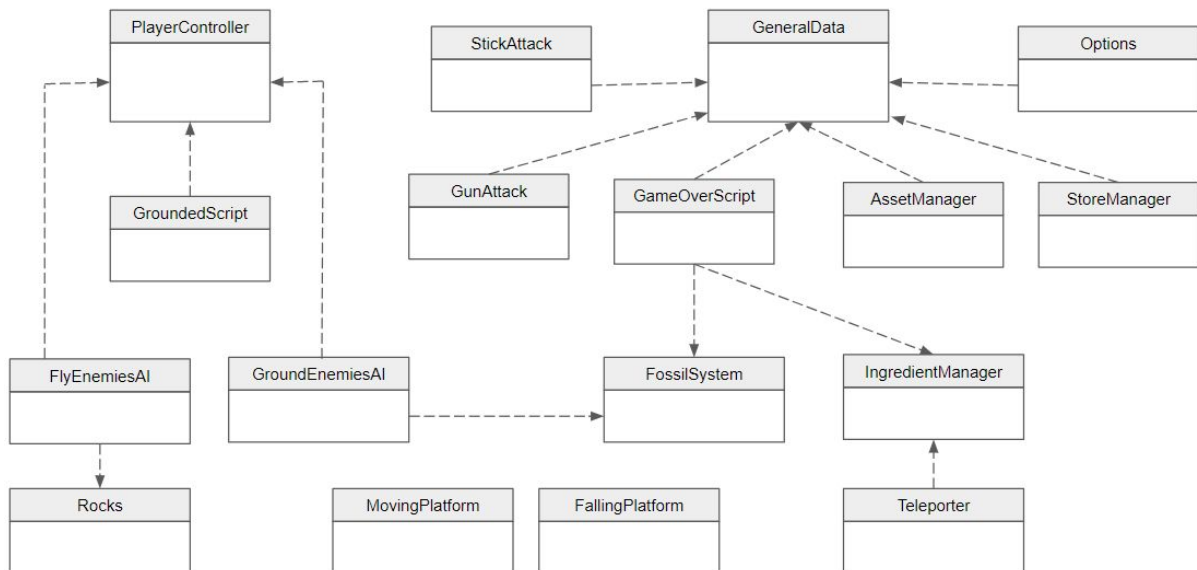 PlayerController
StickAttack
GeneralData
Options
GroundedScript
GunAttack
GameOverScript
AssetManager
StoreManager
FlyEnemiesAI
GroundEnemiesAI
FossilSystem
IngredientManager
Rocks
MovingPlatform
FallingPlatform
Teleporter